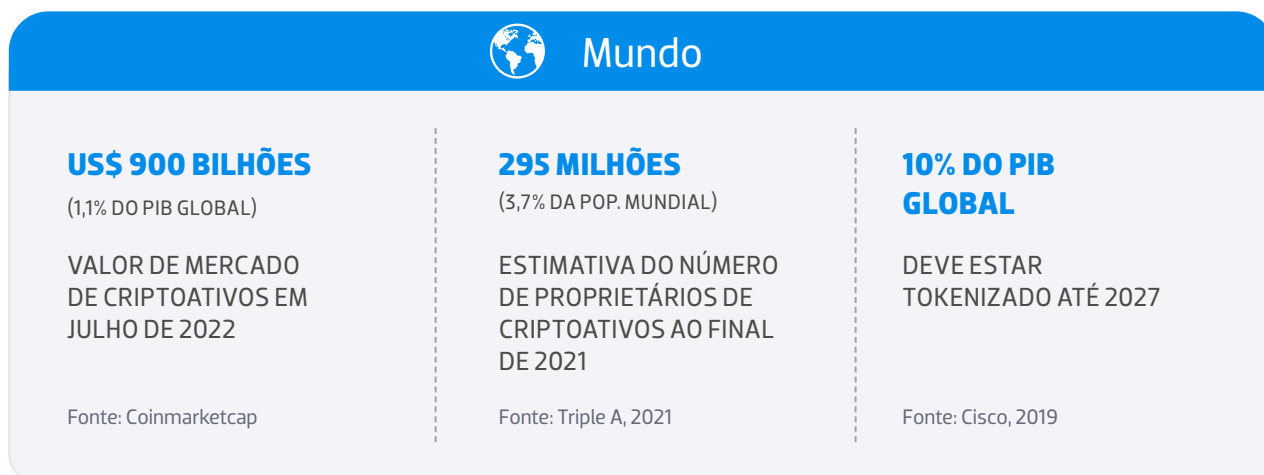 Mundo
US$ 900 BILHÕES
(1,1% DO PIB GLOBAL)
VALOR DE MERCADO
DE CRIPTOATIVOS EM
JULHO DE 2022
Fonte: Coinmarketcap
295 MILHÕES
(3,7% DA POP. MUNDIAL)
ESTIMATIVA DO NÚMERO
DE PROPRIETÁRIOS DE
CRIPTOATIVOS AO FINAL
DE 2021
Fonte: Triple A, 2021
10% DO PIB
GLOBAL
DEVE ESTAR
TOKENIZADO ATÉ 2027
Fonte: Cisco, 2019